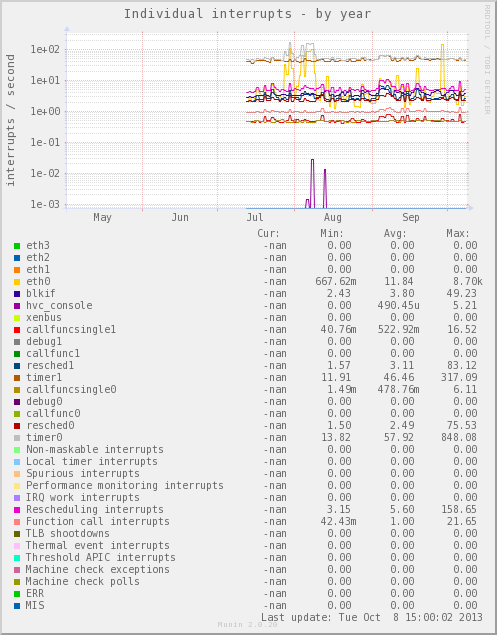 Individual interrupts - by year
RRDTOOL / TOBI OETIKER
interrupts / second
1e+02
1e+01
1e+00
1e-01
1e-02
1e-03
May Jun Jul Aug Sep
Cur: Min: Avg: Max:
eth3 -nan 0.00 0.00 0.00
eth2 -nan 0.00 0.00 0.00
eth1 -nan 0.00 0.00 0.00
eth0 -nan 667.62m 11.84 8.70k
blkif -nan 2.43 3.80 49.23
hvc_console -nan 0.00 490.45u 5.21
xenbus -nan 0.00 0.00 0.00
callfuncsingle1 -nan 40.76m 522.92m 16.52
debug1 -nan 0.00 0.00 0.00
callfunc1 -nan 0.00 0.00 0.00
resched1 -nan 1.57 3.11 83.12
timer1 -nan 11.91 46.46 317.09
callfuncsingle0 -nan 1.49m 478.76m 6.11
debug0 -nan 0.00 0.00 0.00
callfunc0 -nan 0.00 0.00 0.00
resched0 -nan 1.50 2.49 75.53
timer0 -nan 13.82 57.92 848.08
Non-maskable interrupts -nan 0.00 0.00 0.00
Local timer interrupts -nan 0.00 0.00 0.00
Spurious interrupts -nan 0.00 0.00 0.00
Performance monitoring interrupts -nan 0.00 0.00 0.00
IRQ work interrupts -nan 0.00 0.00 0.00
Rescheduling interrupts -nan 3.15 5.60 158.65
Function call interrupts -nan 42.43m 1.00 21.65
TLB shootdowns -nan 0.00 0.00 0.00
Thermal event interrupts -nan 0.00 0.00 0.00
Threshold APIC interrupts -nan 0.00 0.00 0.00
Machine check exceptions -nan 0.00 0.00 0.00
Machine check polls -nan 0.00 0.00 0.00
ERR -nan 0.00 0.00 0.00
MIS -nan 0.00 0.00 0.00
Last update: Tue Oct 8 15:00:02 2013
Munin 2.0.20